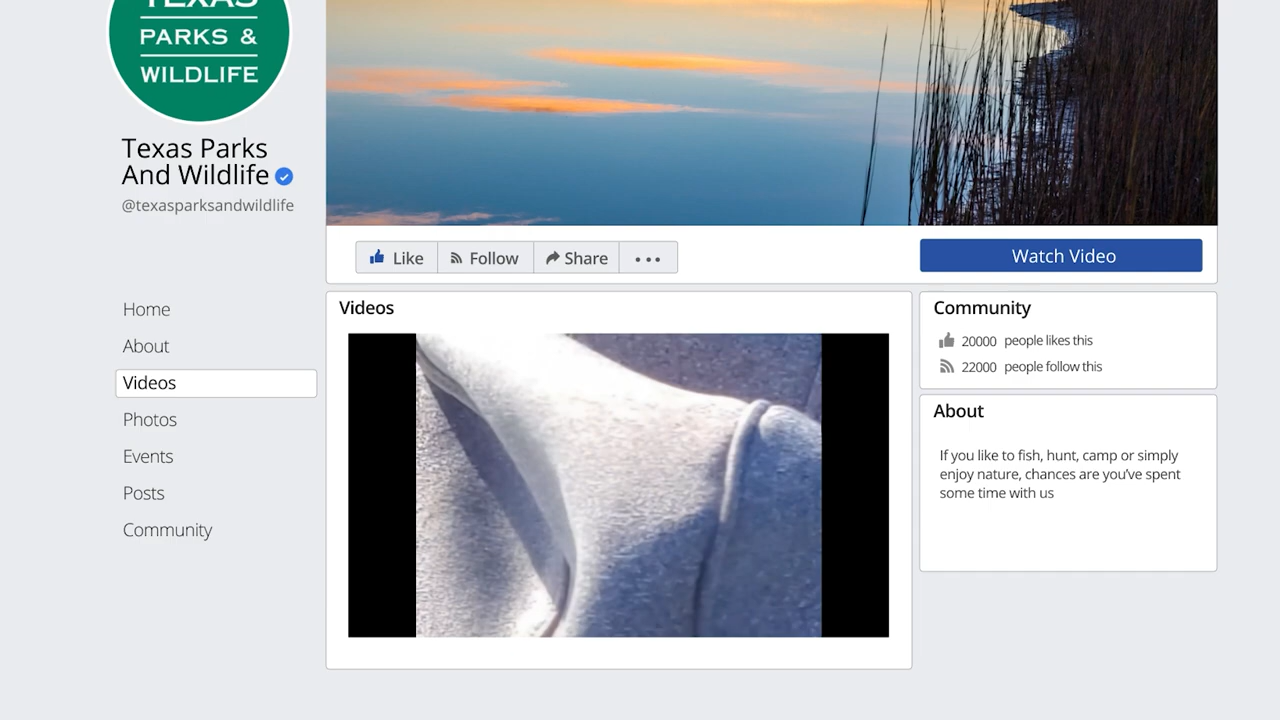 TEXAS
PARKS &
WILDLIFE
Texas Parks
And Wildlife
@texasparksandwildlife
Like
Follow
Share
...
Watch Video
Home
About
Videos
Photos
Events
Posts
Community
Videos
Community
20000 people likes this
22000 people follow this
About
If you like to fish, hunt, camp or simply
enjoy nature, chances are you've spent
some time with us